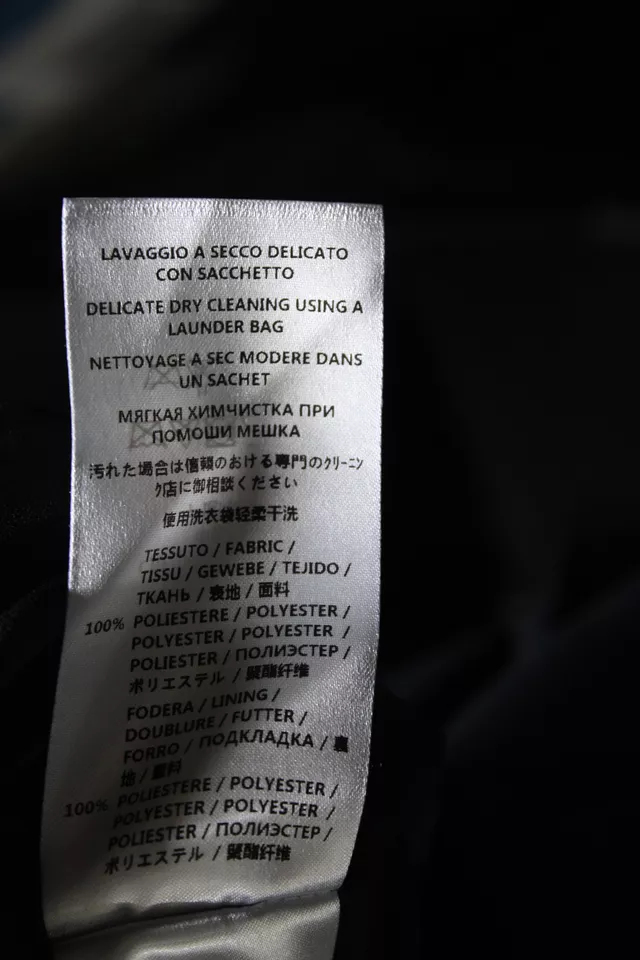 LAVAGGIO A SECCO DELICATO
CON SACCHETTO
DELICATE DRY CLEANING USING A
LAUNDER BAG
NETTOYAGE A SEC MODERE DANS
UN SACHET
МЯГКАЯ ХИМЧИСТКА ПРИ
ПОМОШИ МЕШКА
汚れた場合は信頼のおける専門のクリーニン
グ店に御相談ください
使用洗衣袋轻柔干洗
TESSUTO / FABRIC /
TISSU / GEWEBE / TEJIDO /
ТКАНЬ / 表地 / 面料
100% POLIESTERE / POLYESTER /
POLYESTER / POLYESTER /
POLIESTER / ПОЛИЭСТЕР /
ポリエステル / 聚酯纤维
FODERA / LINING /
DOUBLURE / FUTTER /
FORRO / ПОДКЛАДКА / 裏
地 / 里料
100% POLIESTERE / POLYESTER /
POLYESTER / POLYESTER /
POLIESTER / ПОЛИЭСТЕР /
ポリエステル / 聚酯纤维